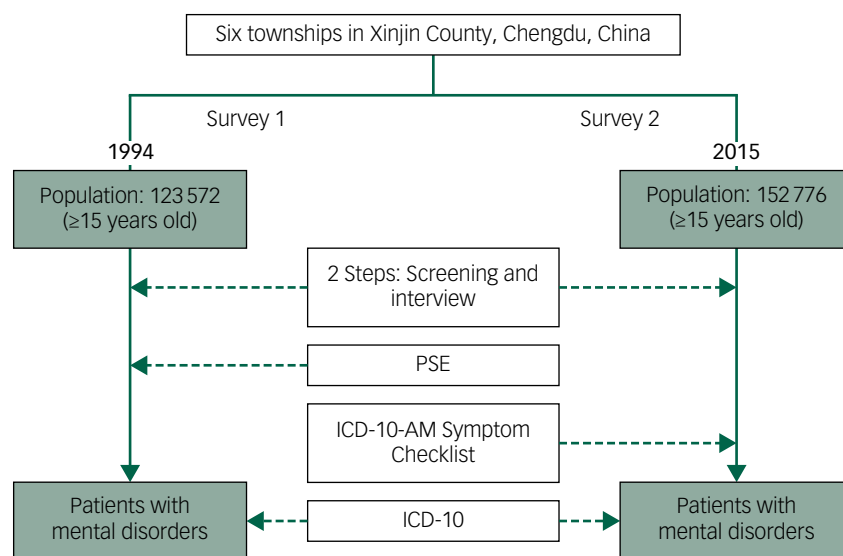 Six townships in Xinjin County, Chengdu, China
Survey 1
Survey 2
1994
2015
Population: 123 572
(≥15 years old)
Population: 152 776
(≥15 years old)
2 Steps: Screening and
interview
PSE
ICD-10-AM Symptom
Checklist
Patients with
mental disorders
ICD-10
Patients with
mental disorders